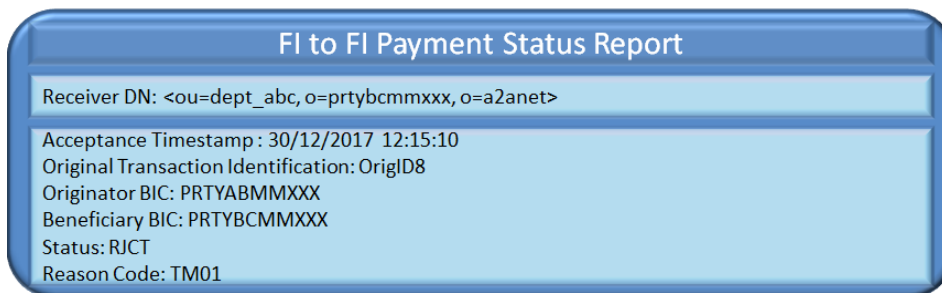 FI to FI Payment Status Report
Receiver DN: <ou=dept_abc, o=prtybcmmxxx, o=a2anet>
Acceptance Timestamp : 30/12/2017 12:15:10
Original Transaction Identification: OrigID8
Originator BIC: PRTYABMMXXX
Beneficiary BIC: PRTYBCMMXXX
Status: RJCT
Reason Code: TM01